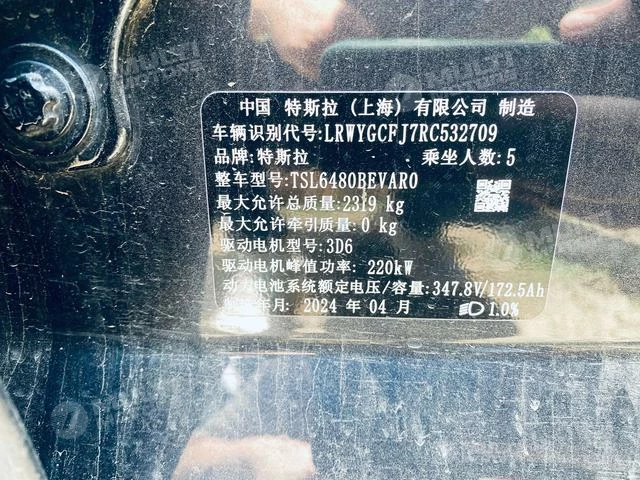 中国 特斯拉 (上海) 有限公司 制造
车辆识别代号:LRWYGCFJ7RC532709
品牌:特斯拉 乘坐人数:5
整车型号:TSL6480BEVAR0
最大允许总质量:2319 kg
最大允许牵引质量:0 kg
驱动电机型号:3D6
驱动电机峰值功率: 220kW
动力电池系统额定电压/容量:347.8V/172.5Ah
年月: 2024 年 04 月 1.0%